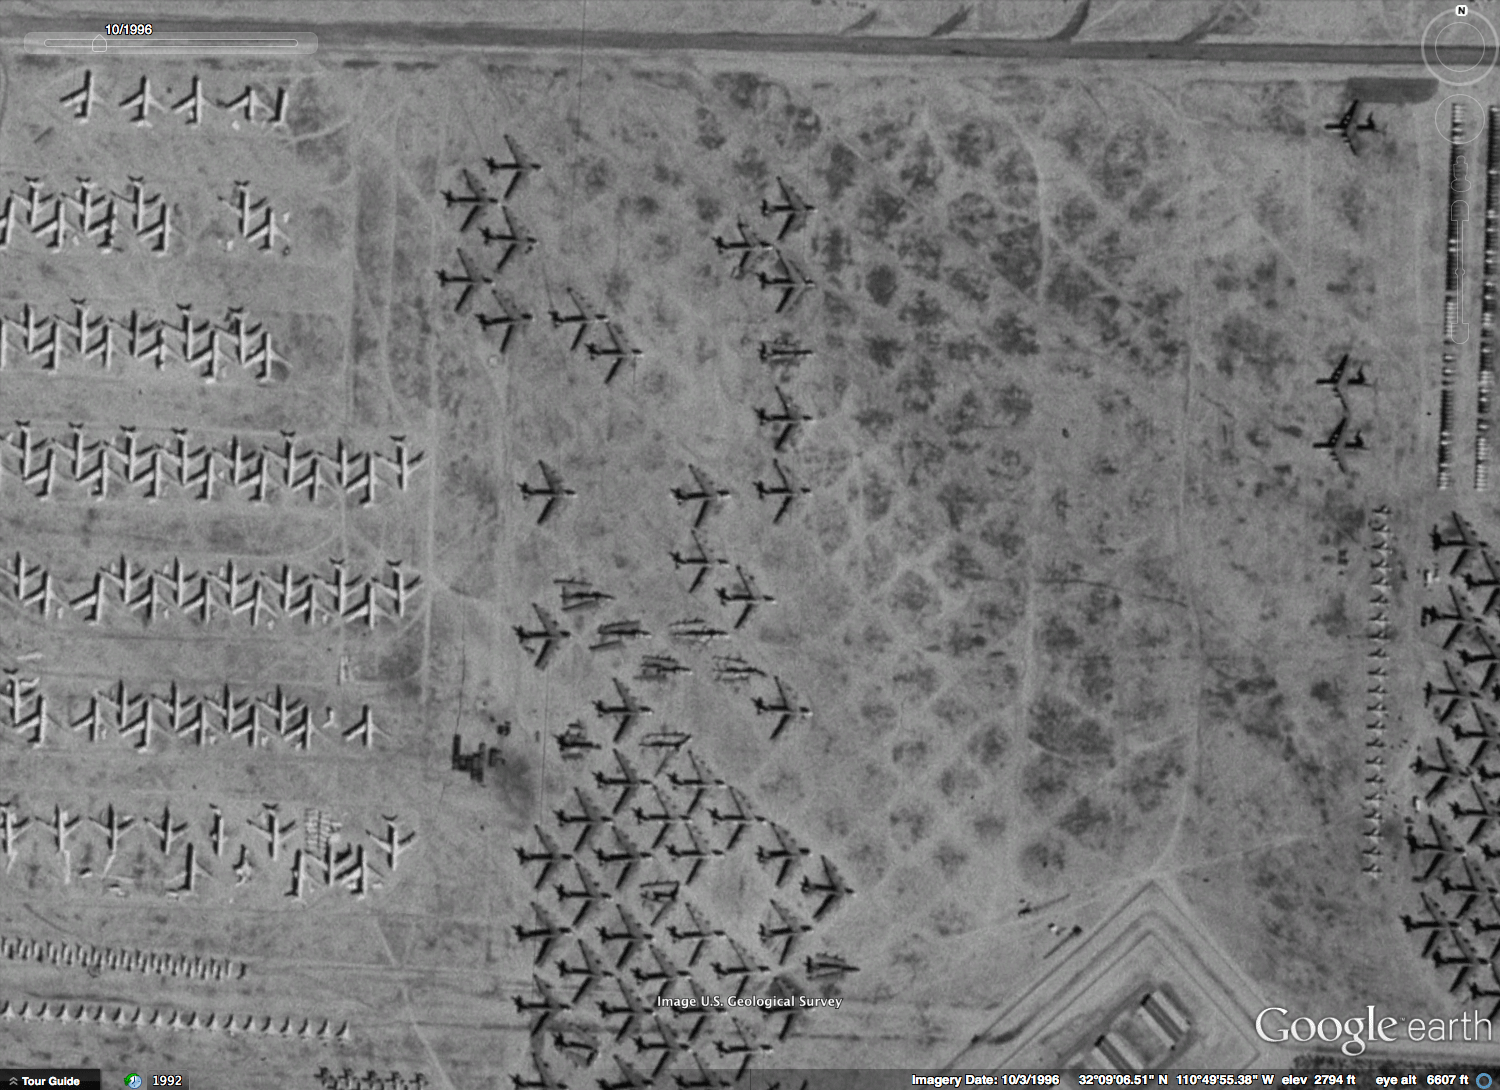 10/1996
N
Image U.S. Geological Survey
Google earth
Tour Guide
1992
Imagery Date: 10/3/1996 32°09'06.51" N 110°49'55.38" W elev 2794 ft eye alt 6607 ft